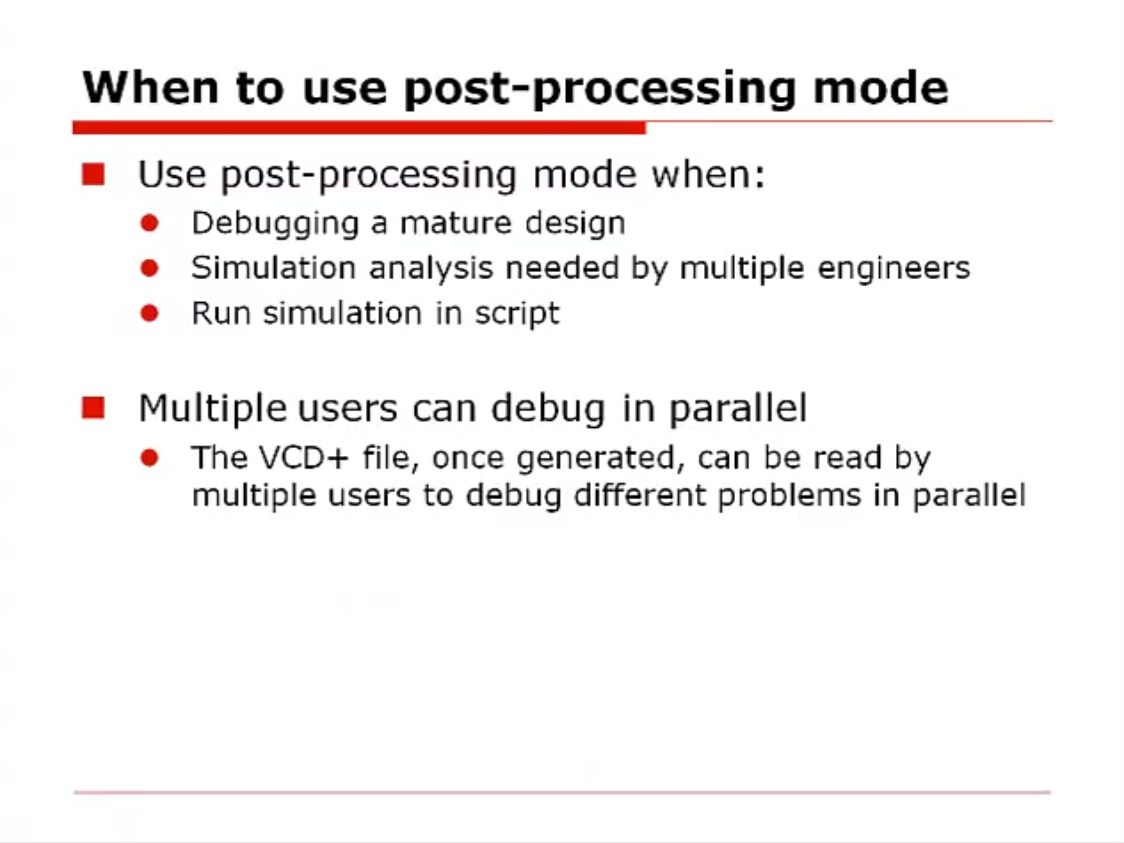 When to use post-processing mode
Use post-processing mode when:
Debugging a mature design
Simulation analysis needed by multiple engineers
Run simulation in script
Multiple users can debug in parallel
The VCD+ file, once generated, can be read by
multiple users to debug different problems in parallel